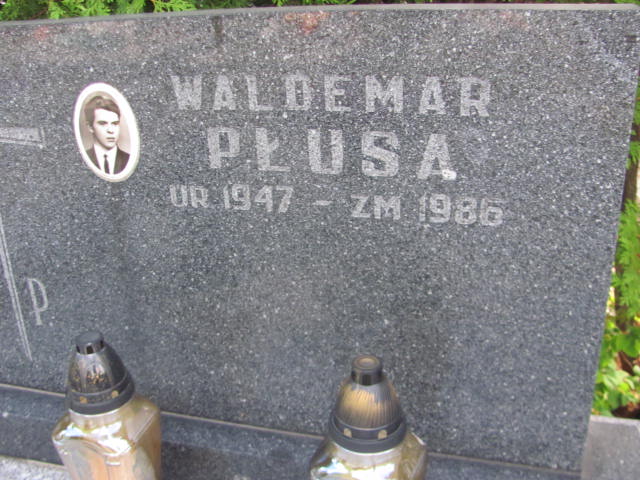 WALDEMAR
PŁUSA
UR 1947 - ZM 1986
P